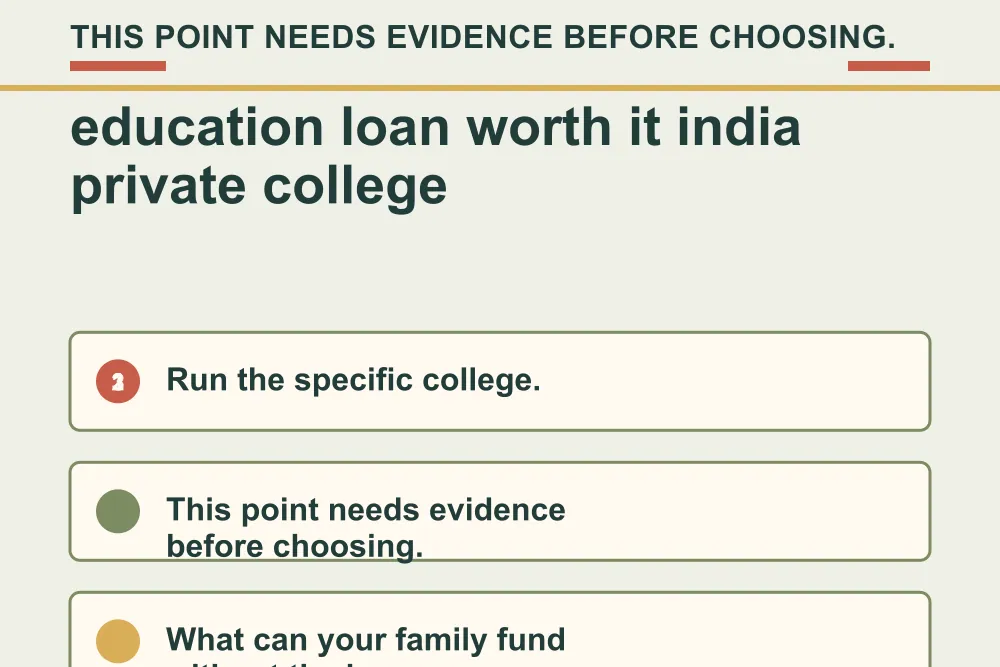 THIS POINT NEEDS EVIDENCE BEFORE CHOOSING.
education loan worth it india
private college
Run the specific college.
This point needs evidence
before choosing.
What can your family fund